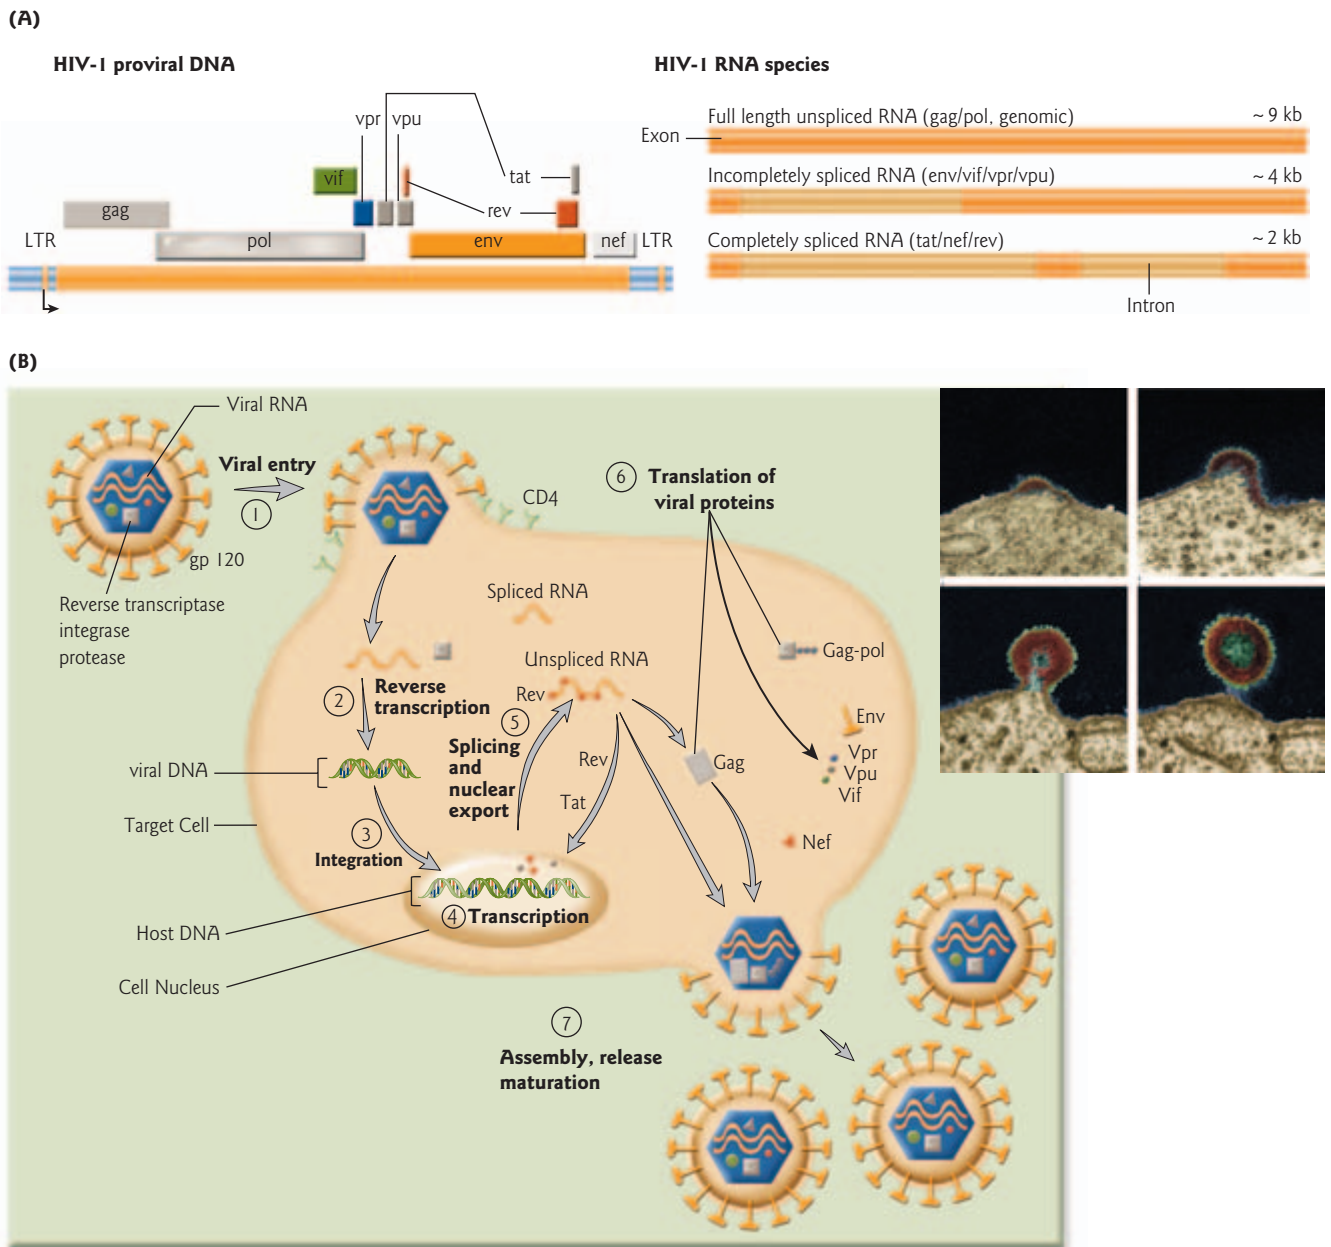 (A)
HIV-1 proviral DNA
HIV-1 RNA species
vpr
vpu
vif
tat
gag
rev
LTR
pol
env
nef
LTR
Full length unspliced RNA (gag/pol, genomic)
~ 9 kb
Exon
Incompletely spliced RNA (env/vif/vpr/vpu)
~ 4 kb
Completely spliced RNA (tat/nef/rev)
~ 2 kb
Intron
(B)
Viral RNA
Viral entry
1
gp 120
Reverse transcriptase
integrase
protease
CD4
6 Translation of
viral proteins
Spliced RNA
Unspliced RNA
Rev
Gag-pol
2
Reverse
transcription
5
Splicing
and
nuclear
export
Env
Vpr
Vpu
Vif
Rev
Gag
Tat
viral DNA
Target Cell
3
Integration
Nef
4 Transcription
Host DNA
Cell Nucleus
7
Assembly, release
maturation